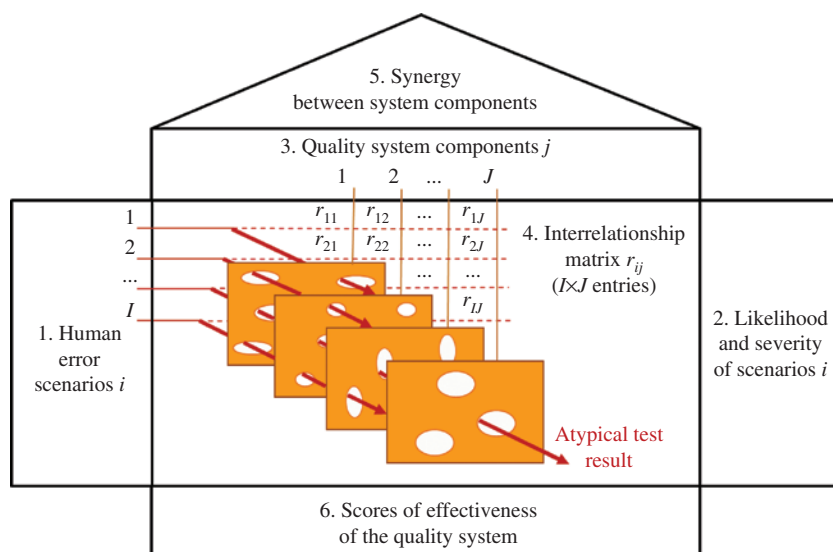 5. Synergy
between system components
3. Quality system components j
1 2 ... J
1 r11 r12 ... r1J
2 r21 r22 ... r2J
... ... ...
I rIJ
4. Interrelationship
matrix rij
(I×J entries)
1. Human
error
scenarios i
2. Likelihood
and severity
of scenarios i
Atypical test
result
6. Scores of effectiveness
of the quality system